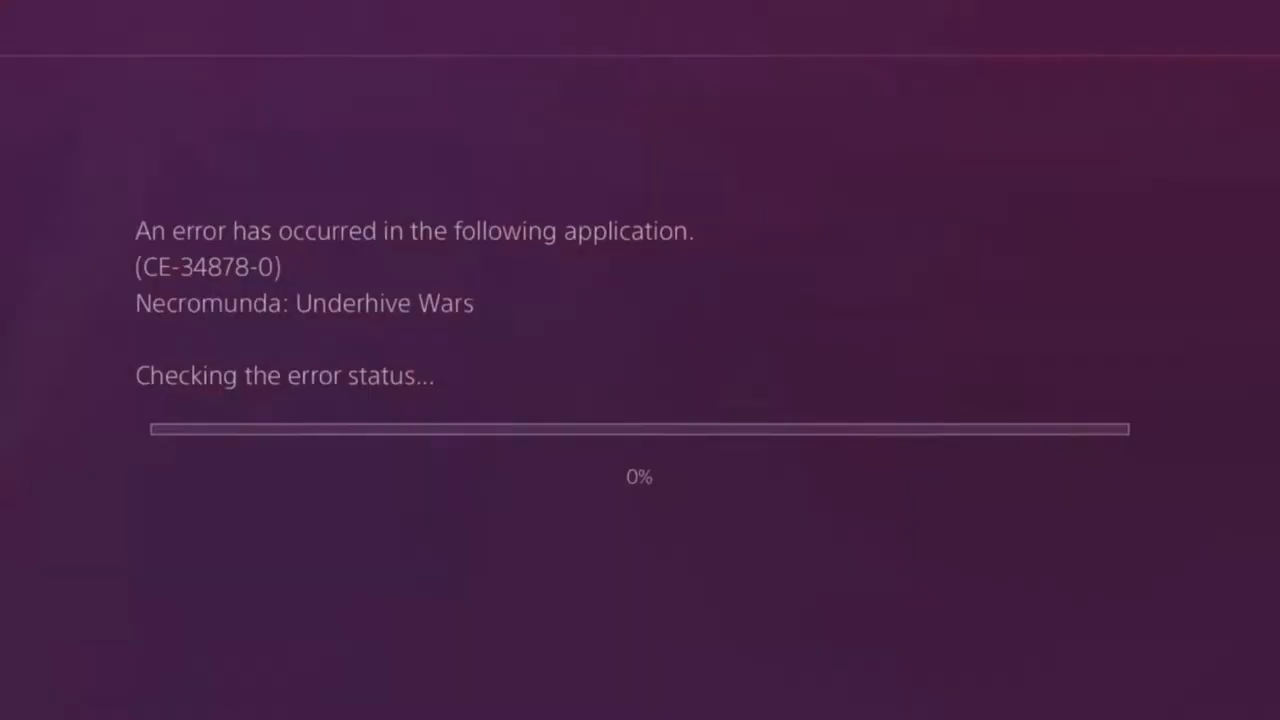 An error has occurred in the following application.
(CE-34878-0)
Necromunda: Underhive Wars
Checking the error status...
0%